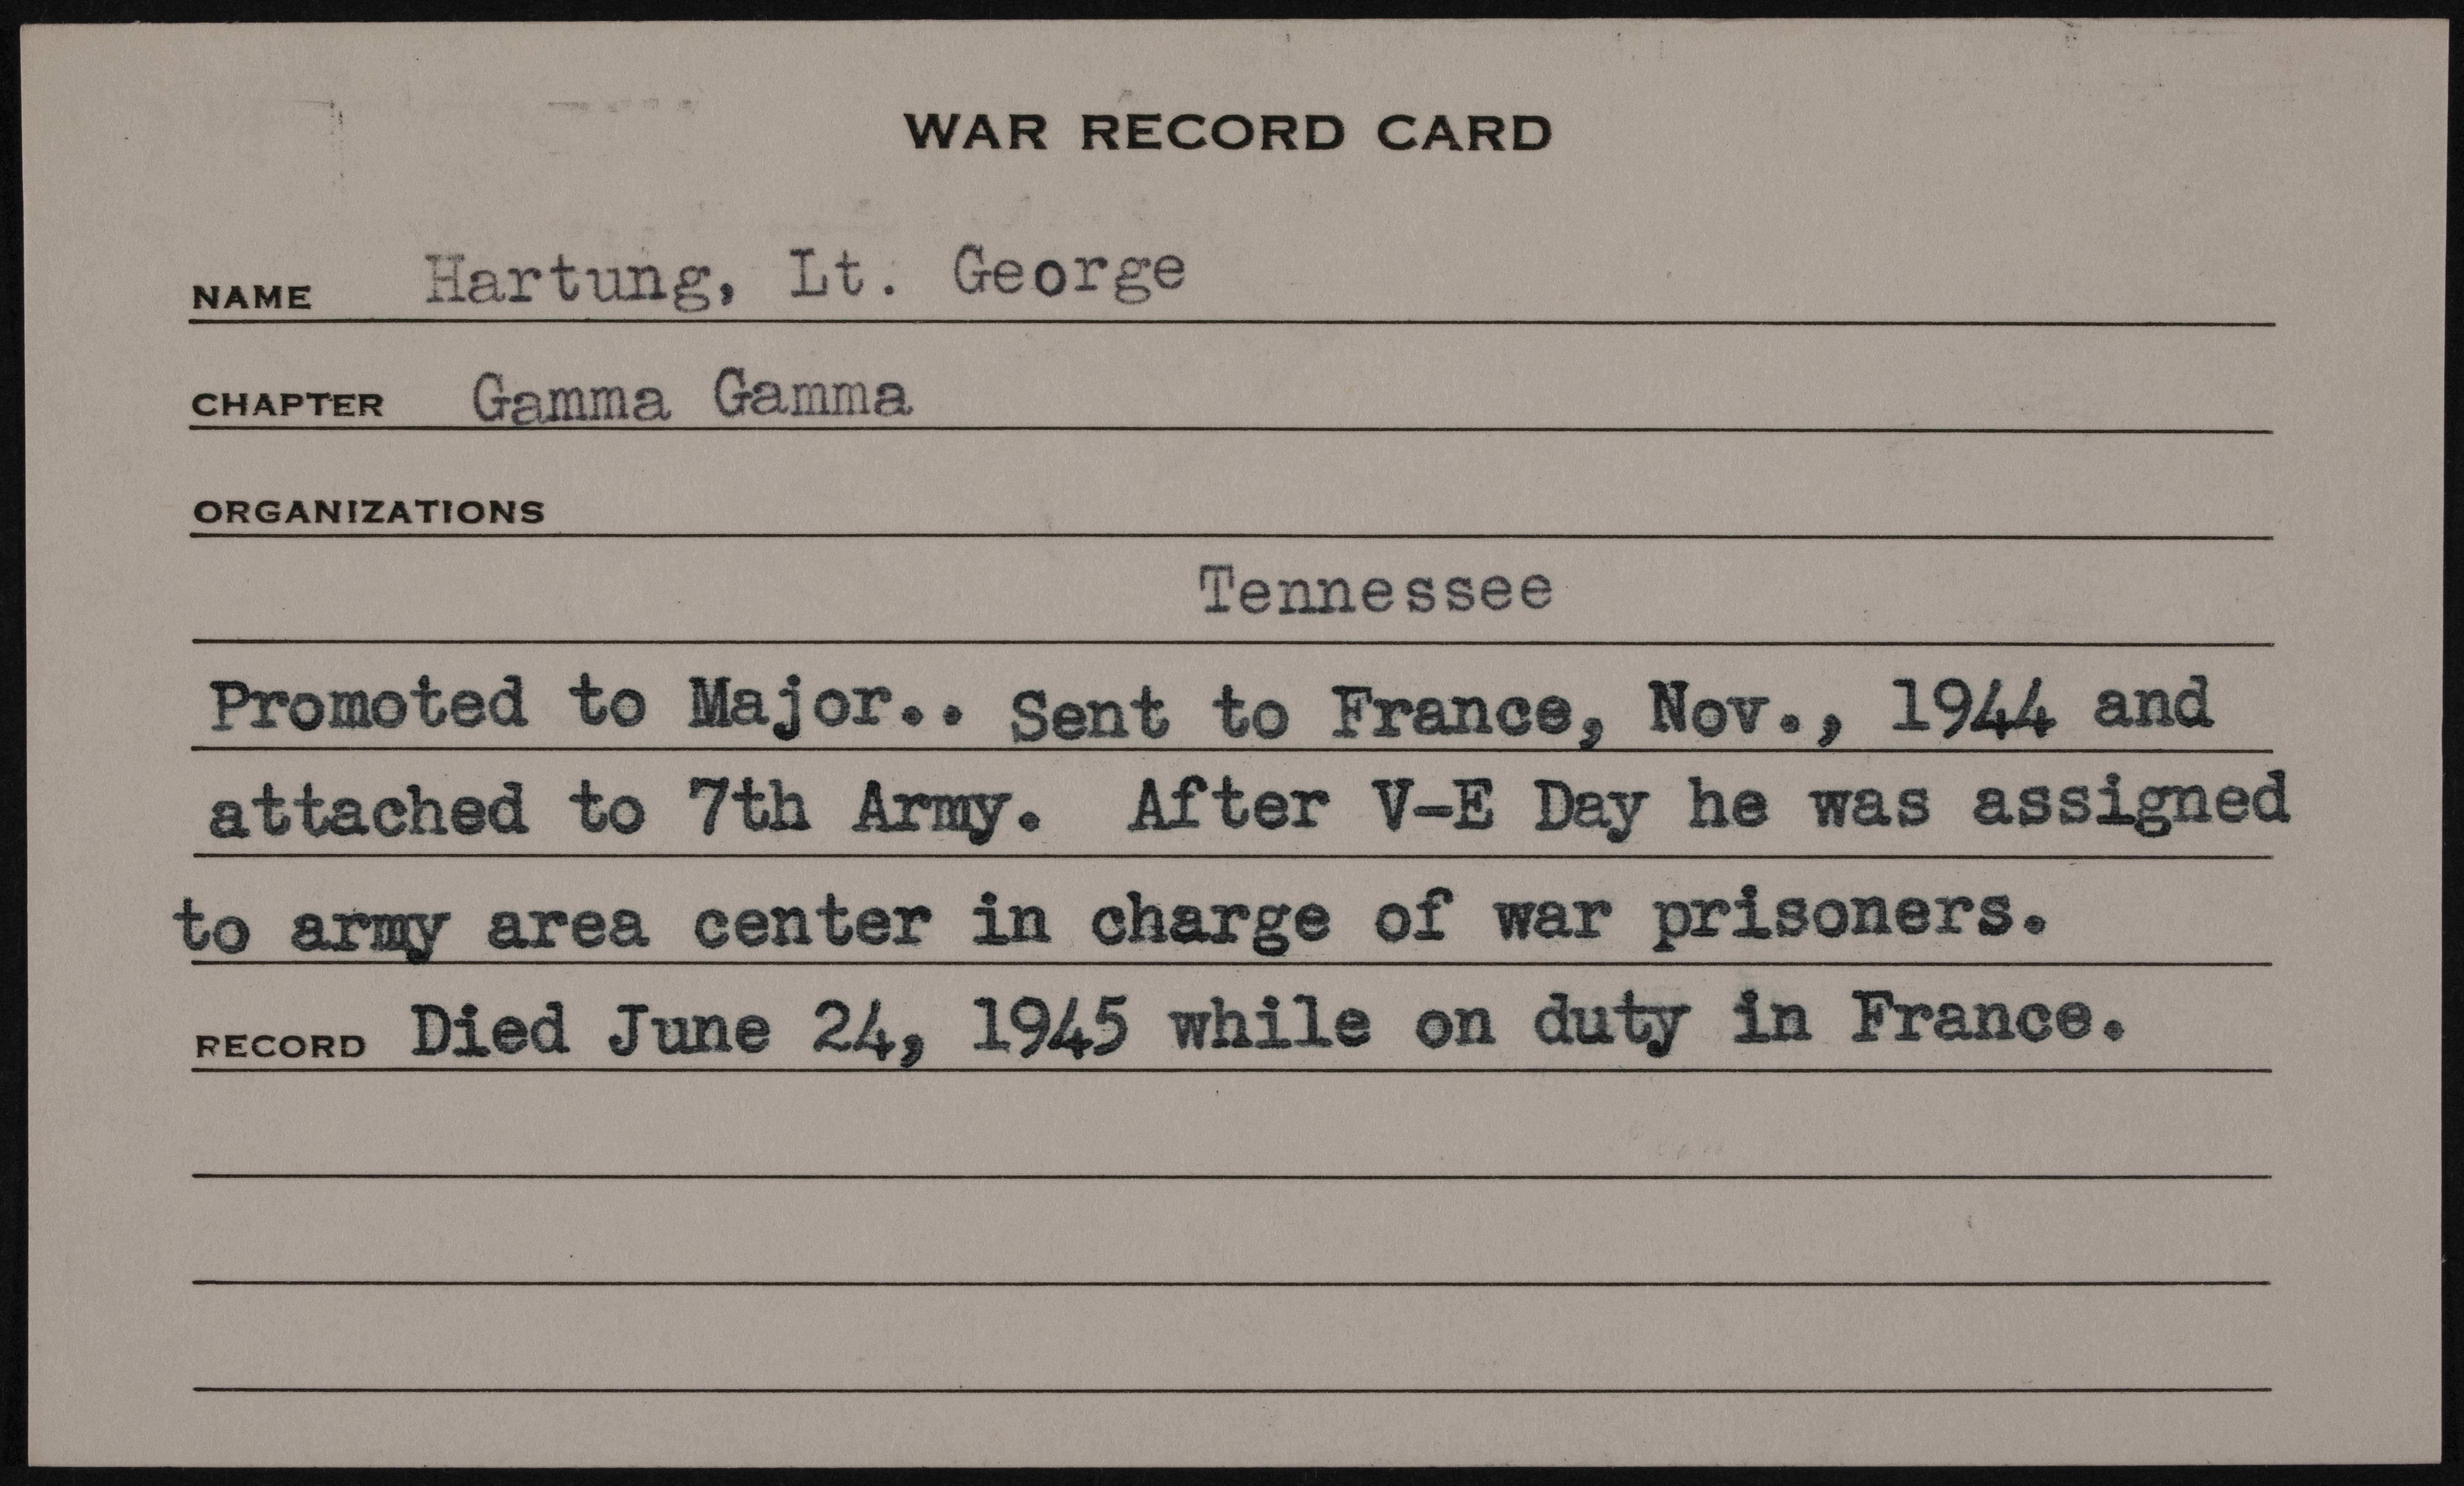 WAR RECORD CARD
NAME Hartung, Lt. George
CHAPTER Gamma Gamma
ORGANIZATIONS
Tennessee
Promoted to Major.. Sent to France, Nov., 1944 and
attached to 7th Army. After V-E Day he was assigned
to army area center in charge of war prisoners.
RECORD Died June 24, 1945 while on duty in France.